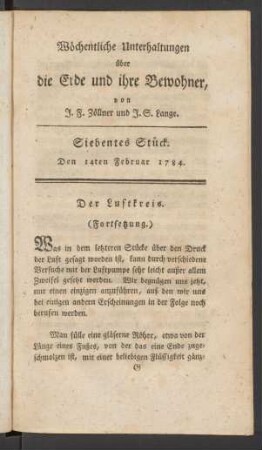 Wöchentliche Unterhaltungen
über
die Erde und ihre Bewohner,
von
J. F. Zöllner und J. S. Lange.
Siebentes Stück.
Den 14ten Februar 1784.
Der Luftkreis.
(Fortsetzung.)
Was in dem letzteren Stücke über den Druck
der Luft gesagt worden ist, kann durch verschiedene
Versuche mit der Luftpumpe sehr leicht außer allem
Zweifel gesetzt werden. Wir begnügen uns jetzt,
nur einen einzigen anzuführen, auf den wir uns
bei einigen andern Erscheinungen in der Folge noch
berufen werden.
Man fülle eine gläserne Röhre, etwa von der
Länge eines Fußes, von der das eine Ende zuge-
schmolzen ist, mit einer beliebigen Flüssigkeit gänz-
G